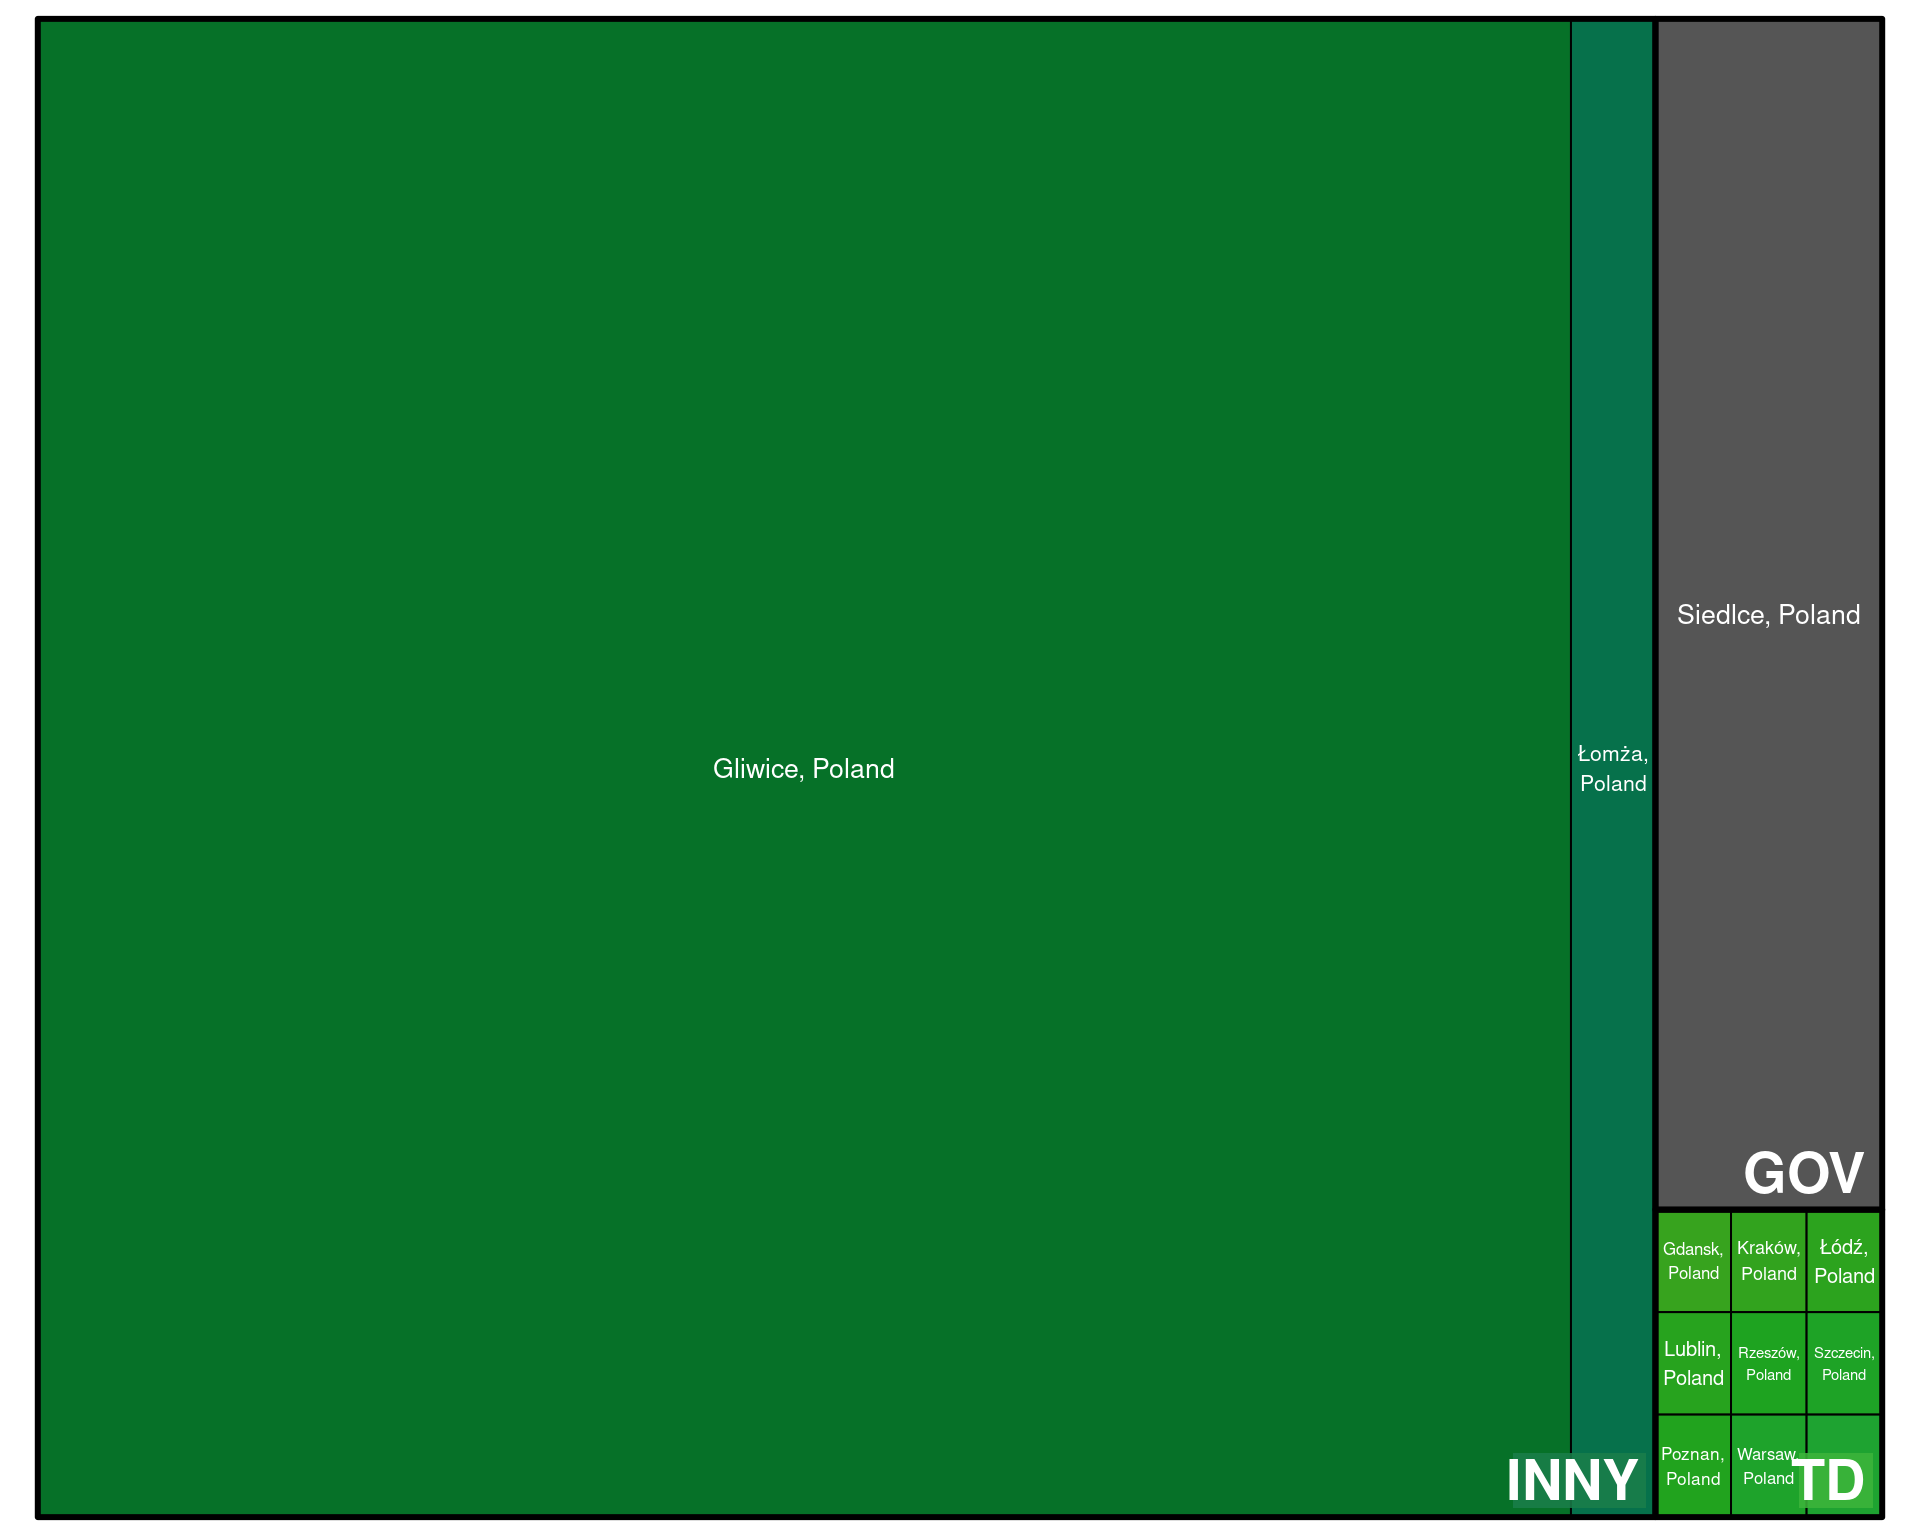 Gliwice, Poland
Łomża,
Poland
INNY
Siedlce, Poland
GOV
Gdansk,
Poland
Kraków,
Poland
Łódź,
Poland
Lublin,
Poland
Rzeszów,
Poland
Szczecin,
Poland
Poznan,
Poland
Warsaw,
Poland
TD